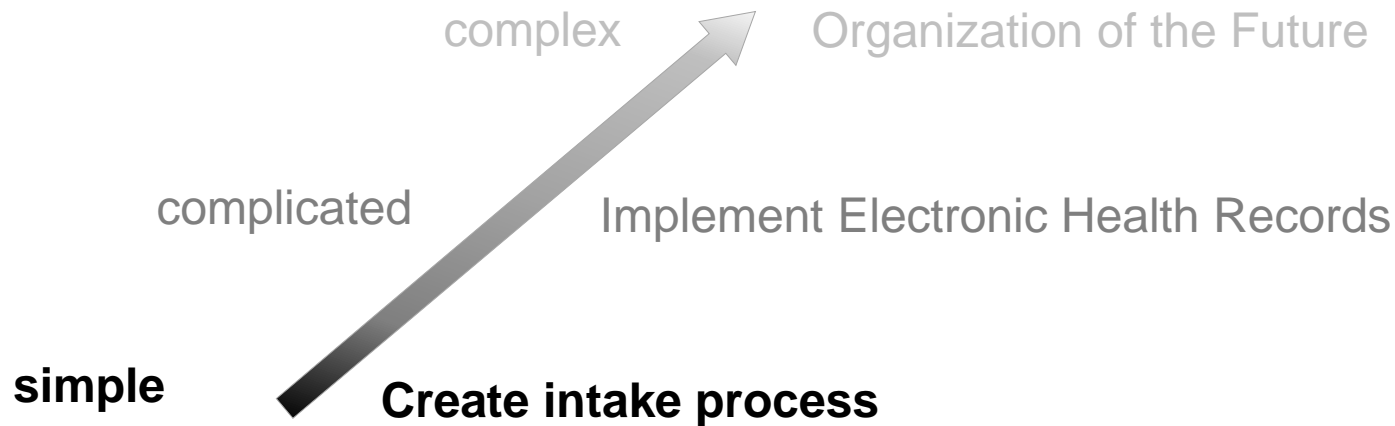 complex Organization of the Future
complicated Implement Electronic Health Records
simple Create intake process